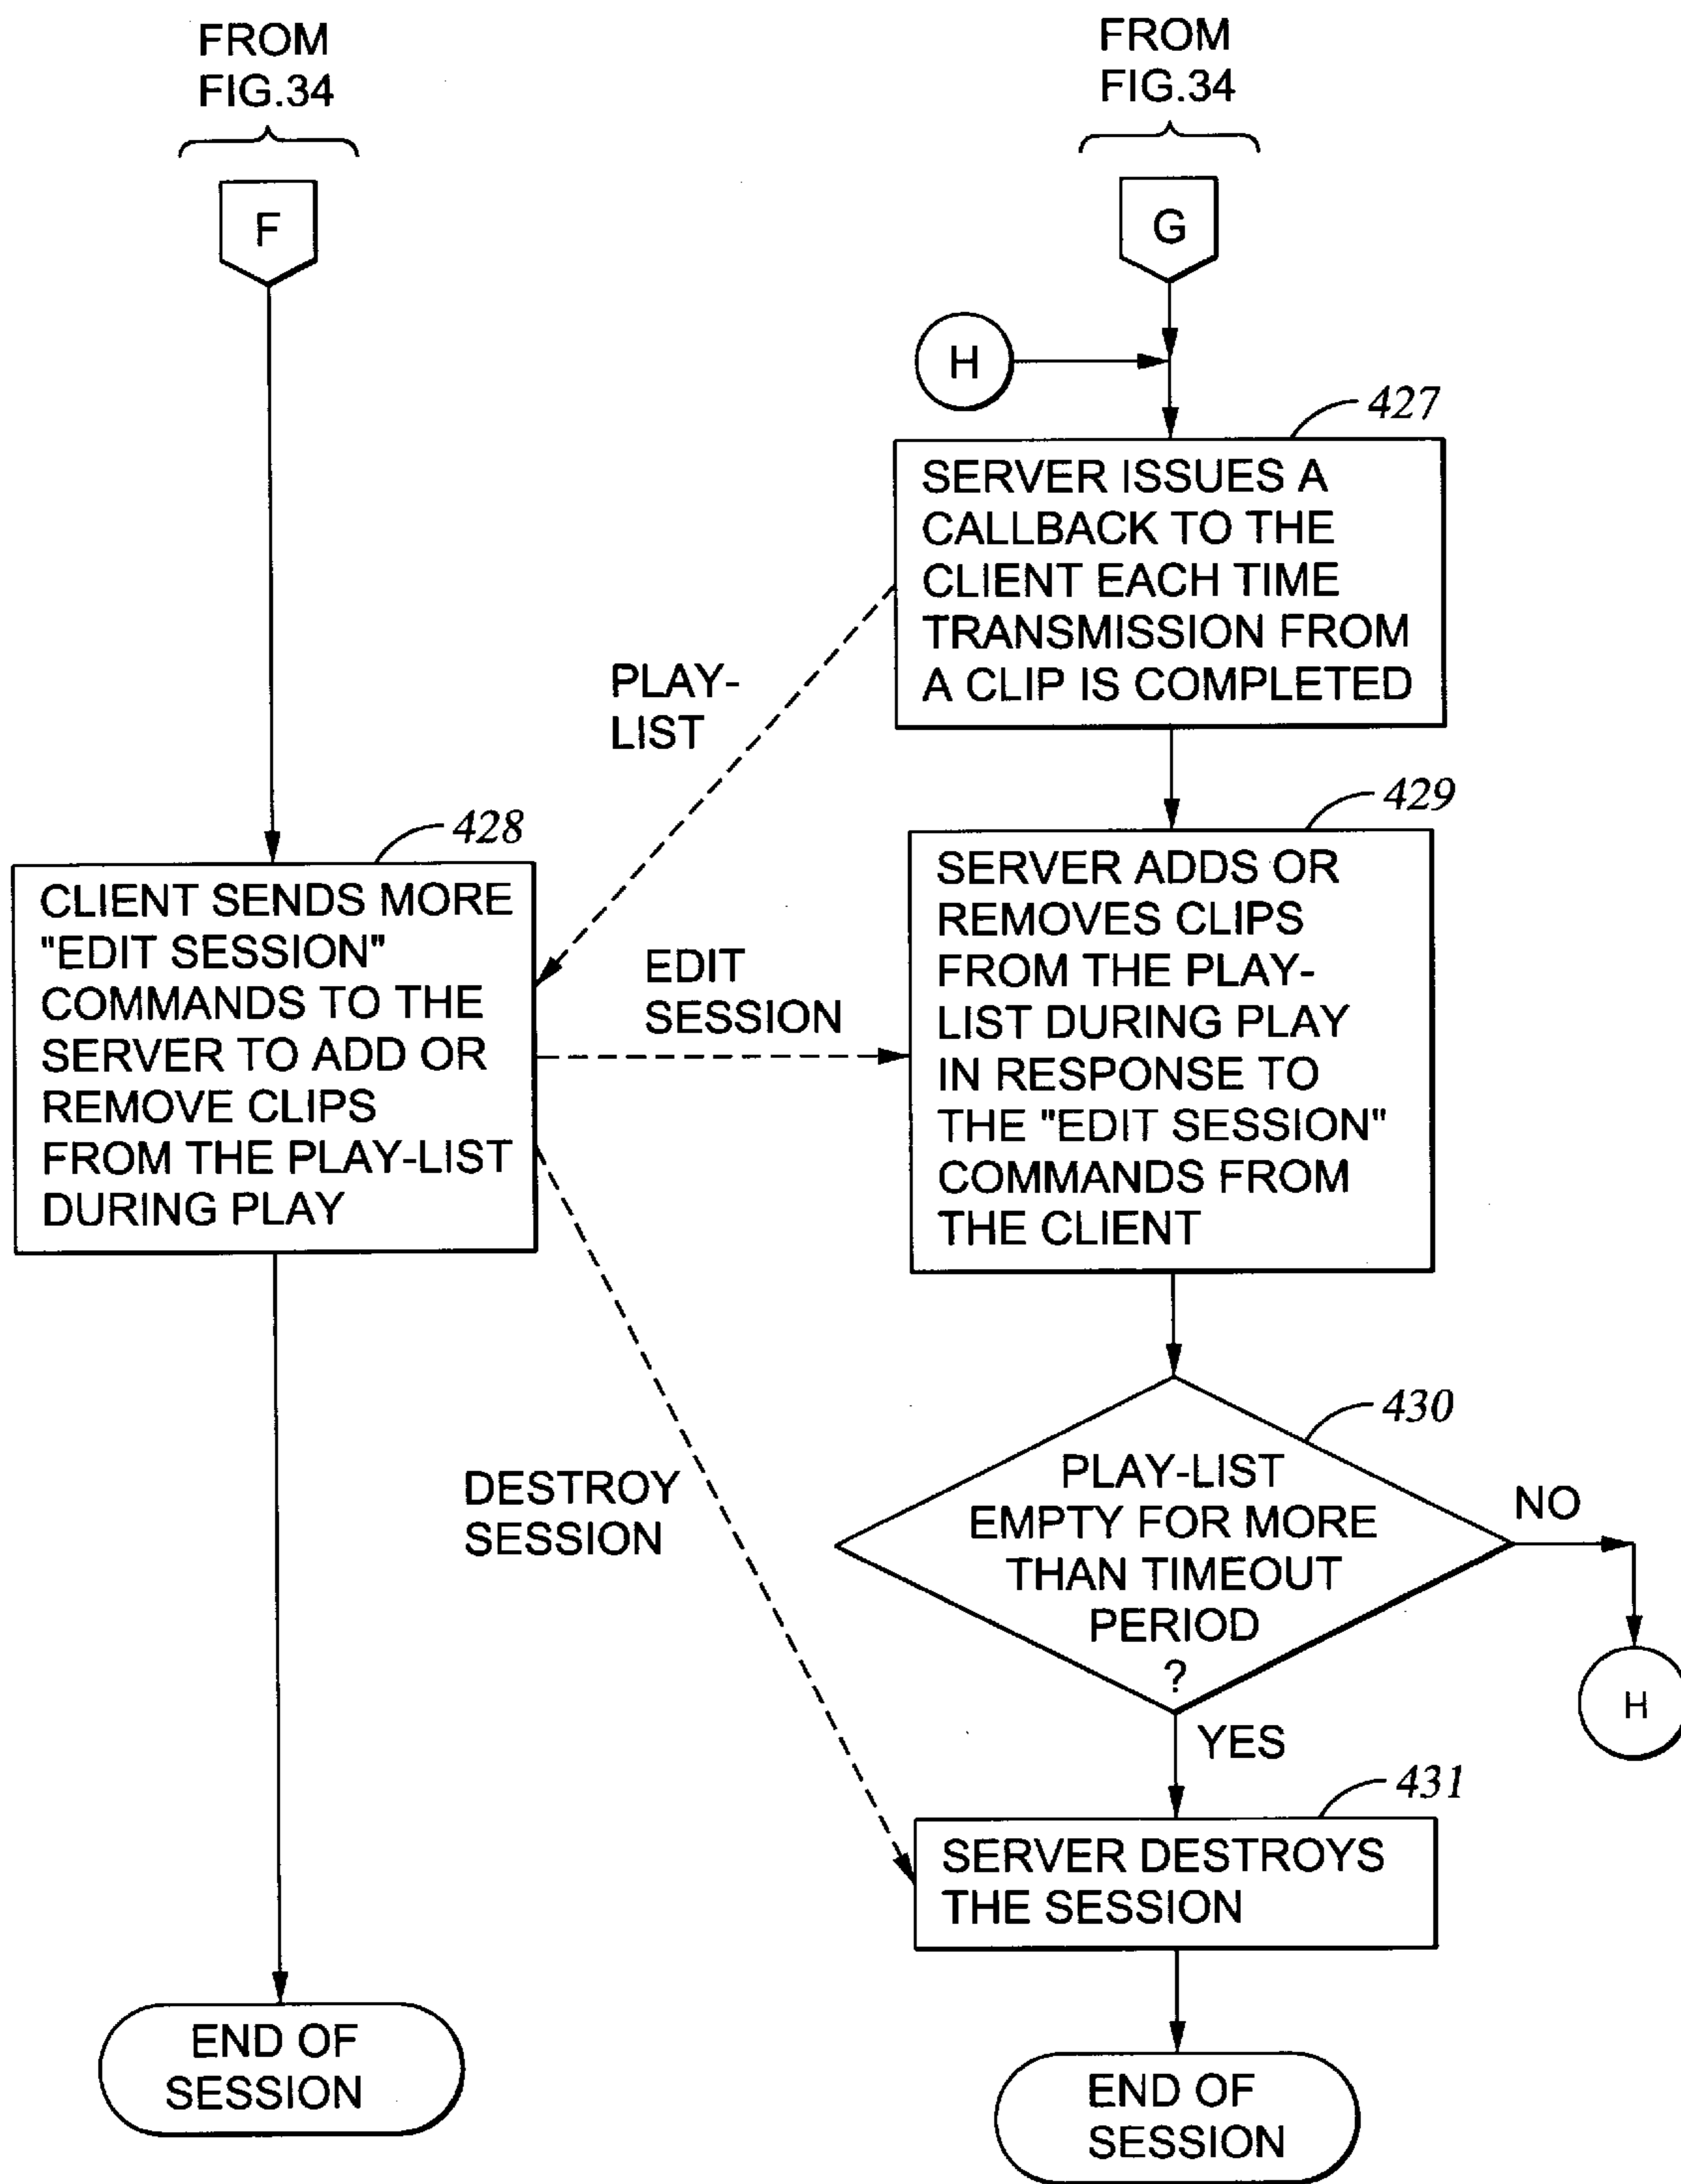 FROM
FIG.34
FROM
FIG.34
F
G
H
427
SERVER ISSUES A
CALLBACK TO THE
CLIENT EACH TIME
TRANSMISSION FROM
A CLIP IS COMPLETED
PLAY-
LIST
428
CLIENT SENDS MORE
"EDIT SESSION"
COMMANDS TO THE
SERVER TO ADD OR
REMOVE CLIPS
FROM THE PLAY-LIST
DURING PLAY
EDIT
SESSION
429
SERVER ADDS OR
REMOVES CLIPS
FROM THE PLAY-
LIST DURING PLAY
IN RESPONSE TO
THE "EDIT SESSION"
COMMANDS FROM
THE CLIENT
430
PLAY-LIST
EMPTY FOR MORE
THAN TIMEOUT
PERIOD
?
NO
H
YES
DESTROY
SESSION
431
SERVER DESTROYS
THE SESSION
END OF
SESSION
END OF
SESSION